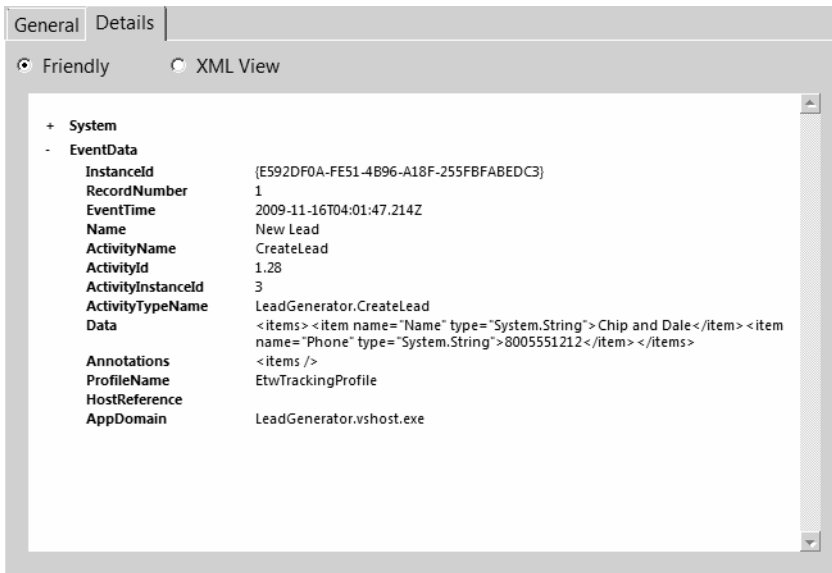 General Details
Friendly XML View
+ System
- EventData
InstanceId {E592DF0A-FE51-4B96-A18F-255FBFABEDC3}
RecordNumber 1
EventTime 2009-11-16T04:01:47.214Z
Name New Lead
ActivityName CreateLead
ActivityId 1.28
ActivityInstanceId 3
ActivityTypeName LeadGenerator.CreateLead
Data <items><item name="Name" type="System.String">Chip and Dale</item><item
name="Phone" type="System.String">8005551212</item></items>
Annotations <items />
ProfileName EtwTrackingProfile
HostReference
AppDomain LeadGenerator.vshost.exe